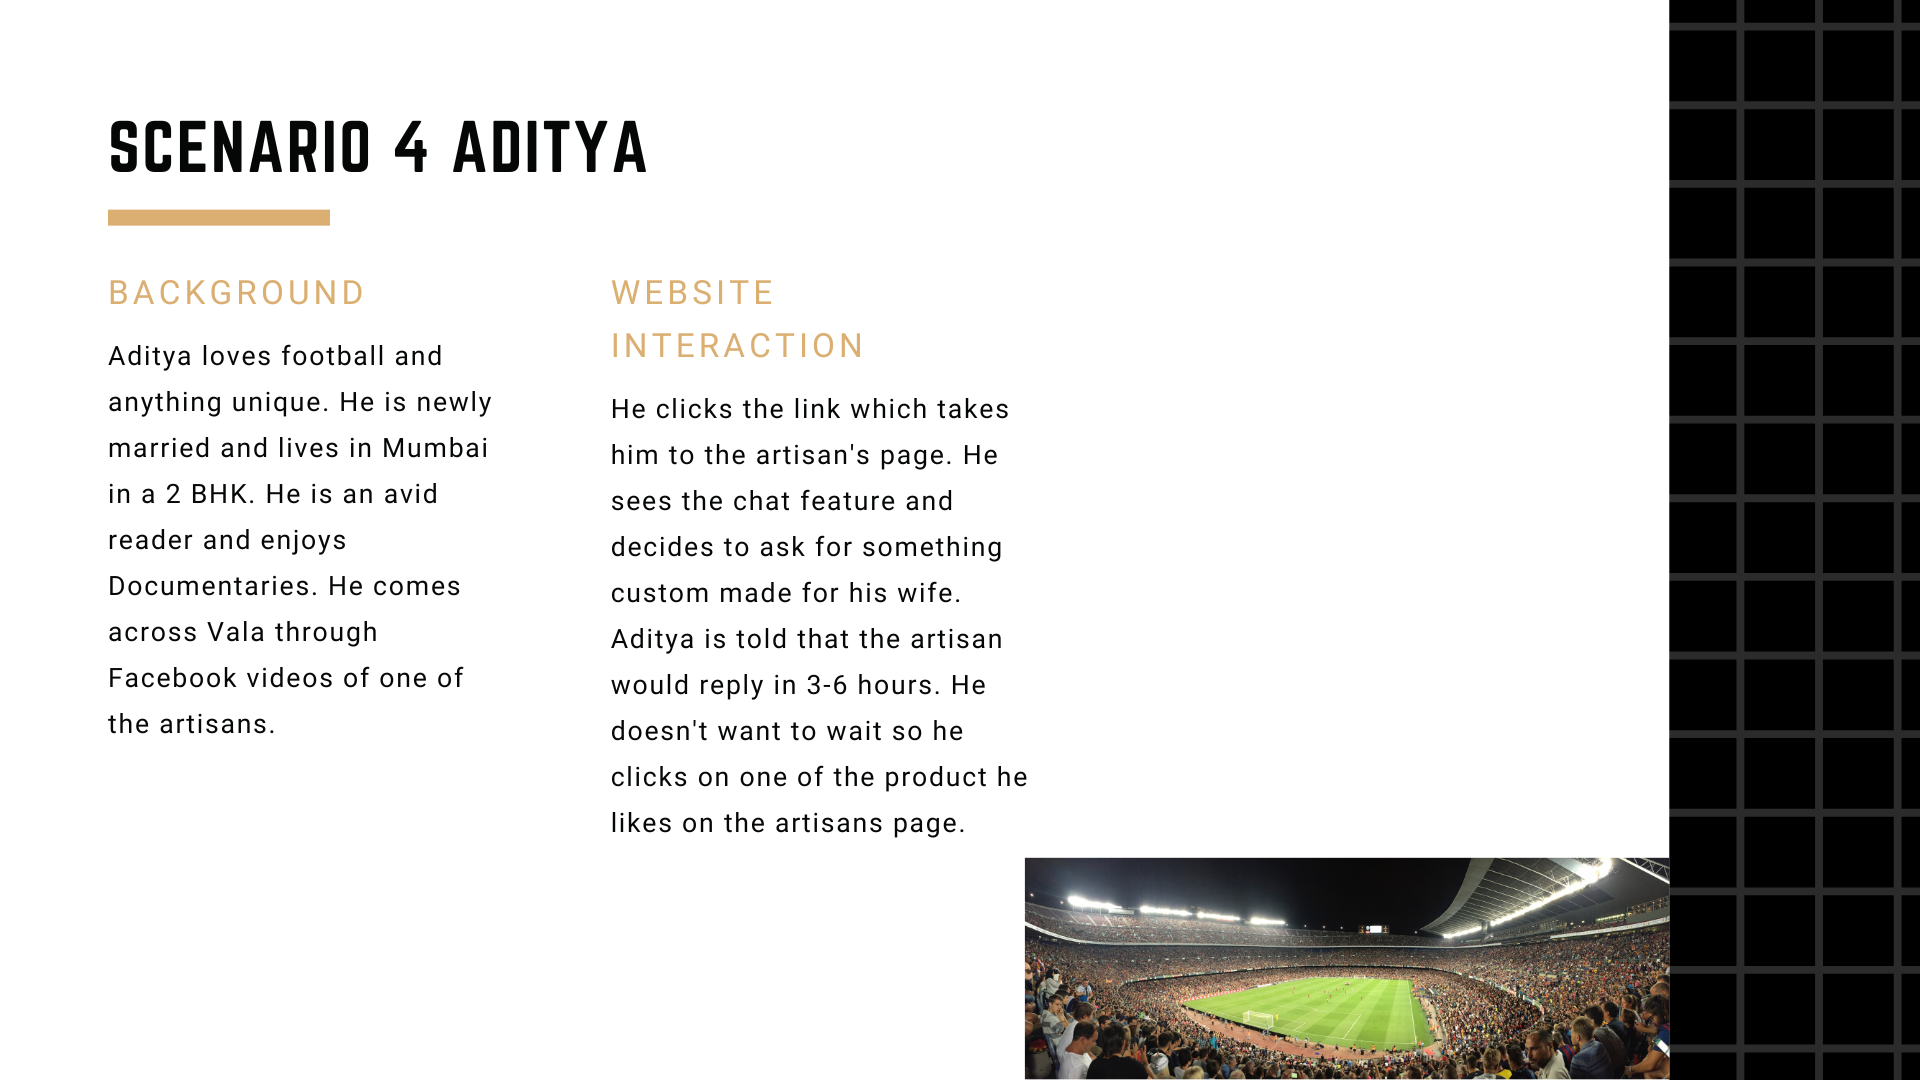 SCENARIO 4 ADITYA
BACKGROUND
Aditya loves football and
anything unique. He is newly
married and lives in Mumbai
in a 2 BHK. He is an avid
reader and enjoys
Documentaries. He comes
across Vala through
Facebook videos of one of
the artisans.
WEBSITE
INTERACTION
He clicks the link which takes
him to the artisan's page. He
sees the chat feature and
decides to ask for something
custom made for his wife.
Aditya is told that the artisan
would reply in 3-6 hours. He
doesn't want to wait so he
clicks on one of the product he
likes on the artisans page.